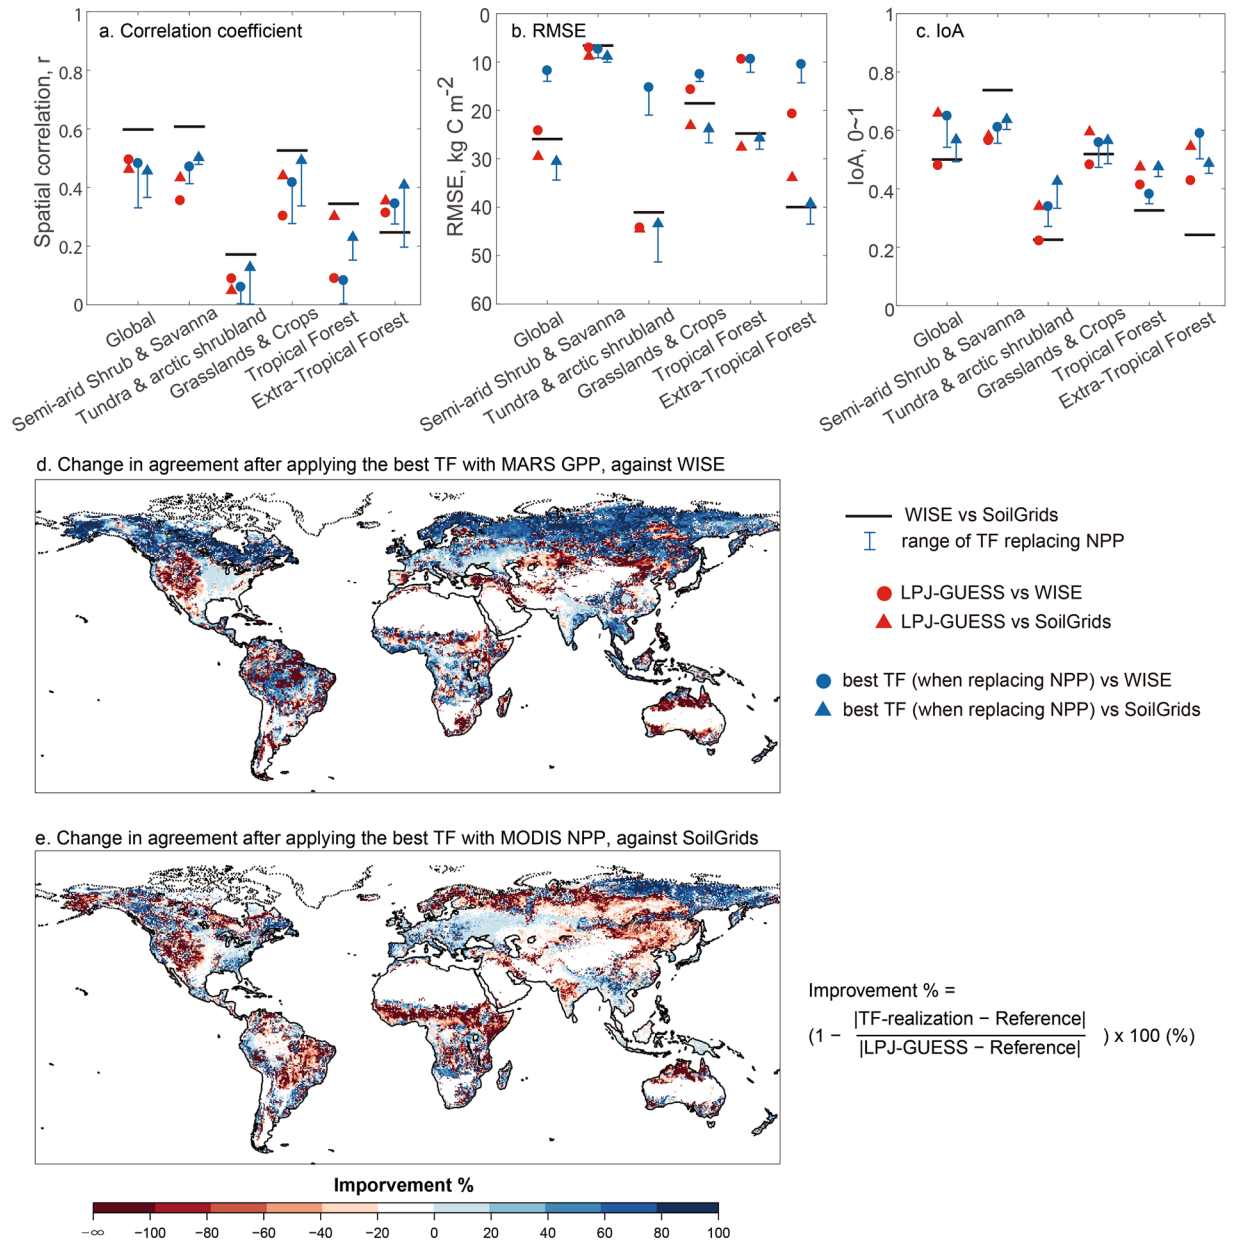 a. Correlation coefficient
Spatial correlation, r
1
0.8
0.6
0.4
0.2
0
Global
Semi-arid Shrub & Savanna
Tundra & arctic shrubland
Grasslands & Crops
Tropical Forest
Extra-Tropical Forest
b. RMSE
RMSE, kg C m⁻²
0
10
20
30
40
50
60
Global
Semi-arid Shrub & Savanna
Tundra & arctic shrubland
Grasslands & Crops
Tropical Forest
Extra-Tropical Forest
c. IoA
IoA, 0~1
1
0.8
0.6
0.4
0.2
0
Global
Semi-arid Shrub & Savanna
Tundra & arctic shrubland
Grasslands & Crops
Tropical Forest
Extra-Tropical Forest
d. Change in agreement after applying the best TF with MARS GPP, against WISE
WISE vs SoilGrids
range of TF replacing NPP
LPJ-GUESS vs WISE
LPJ-GUESS vs SoilGrids
best TF (when replacing NPP) vs WISE
best TF (when replacing NPP) vs SoilGrids
e. Change in agreement after applying the best TF with MODIS NPP, against SoilGrids
Improvement % =
(1 − |TF-realization − Reference| / |LPJ-GUESS − Reference| ) x 100 (%)
Imporvement %
−∞ −100 −80 −60 −40 −20 0 20 40 60 80 100